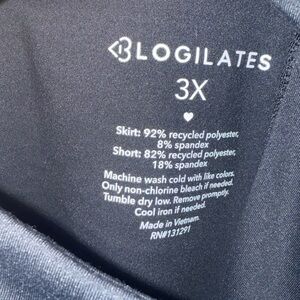 BLOGILATES
3X
Skirt: 92% recycled polyester,
8% spandex
Short: 82% recycled polyester,
18% spandex
Machine wash cold with like colors.
Only non-chlorine bleach if needed.
Tumble dry low. Remove promptly.
Cool iron if needed.
Made in Vietnam.
RN#131291